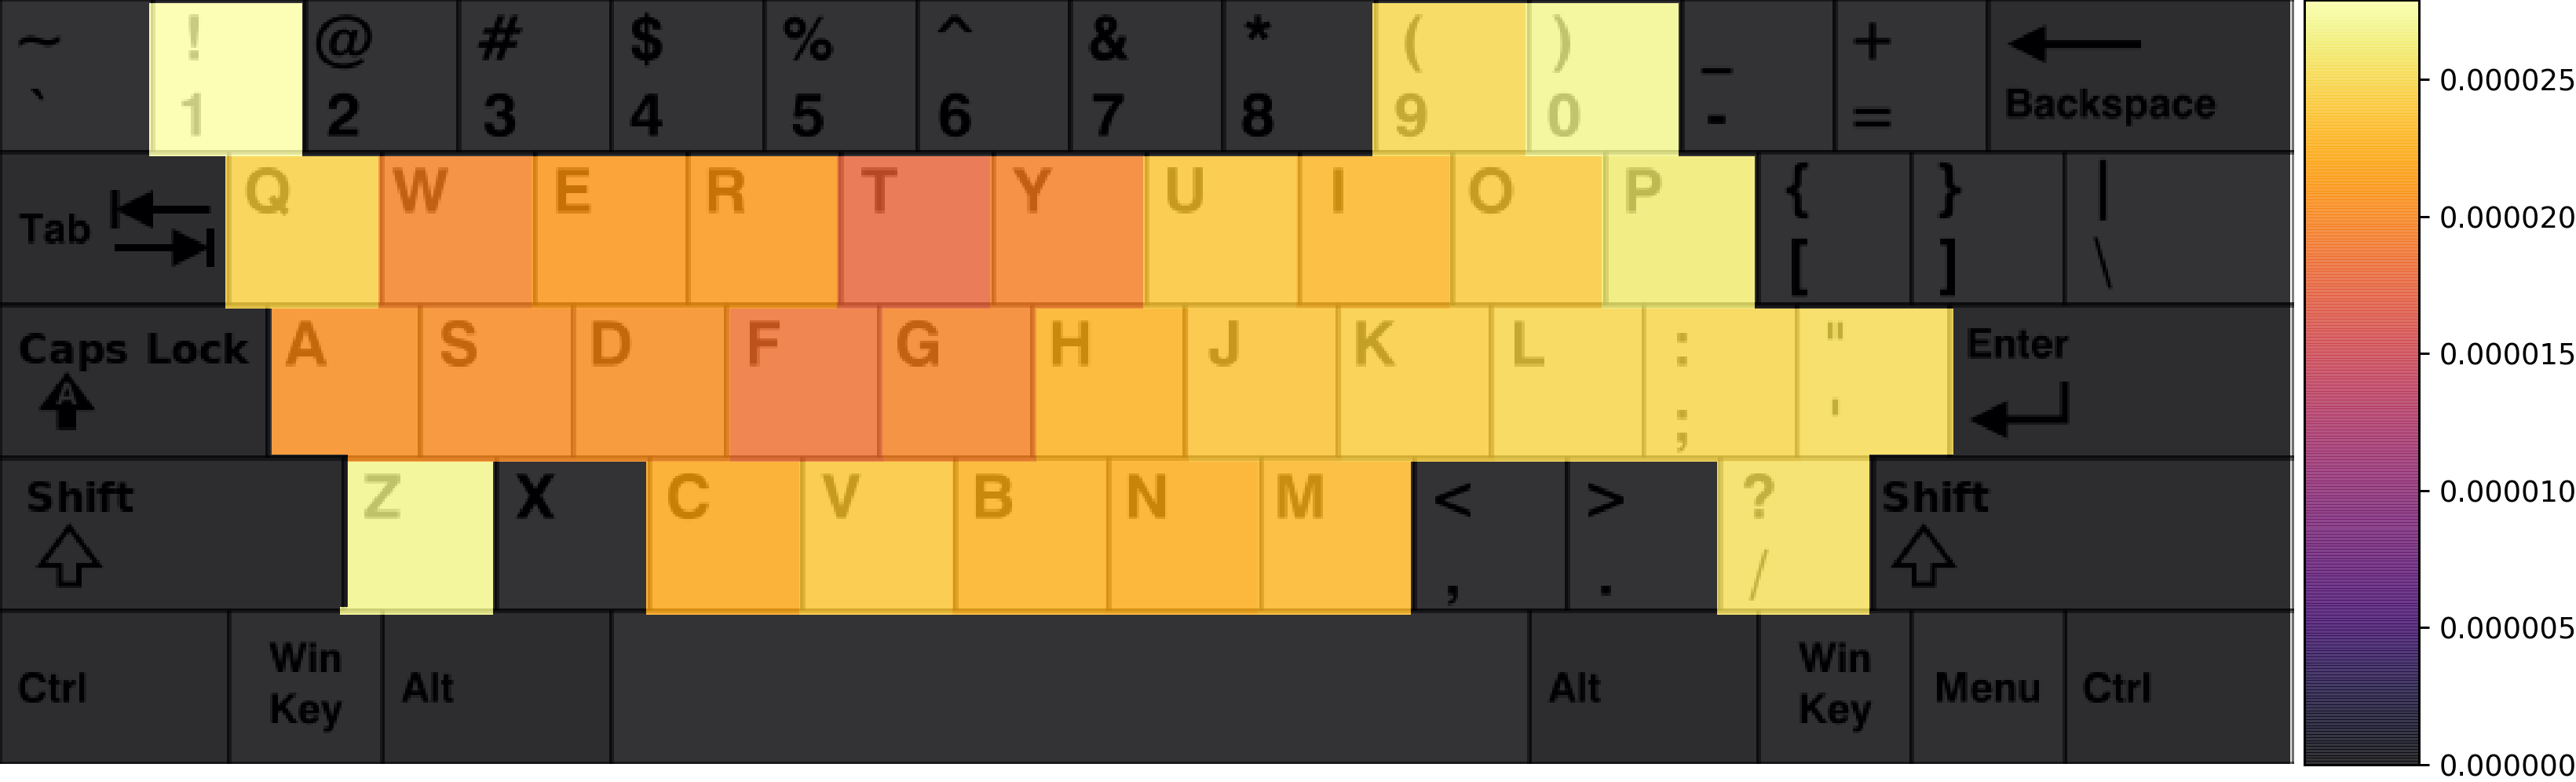 ~ ! @ # $ % ^ & * ( ) _ +
` 1 2 3 4 5 6 7 8 9 0 - = Backspace
Tab Q W E R T Y U I O P { } |
[ ] \
Caps Lock A S D F G H J K L : " Enter
A ; '
Shift Z X C V B N M < > ? Shift
, . /
Ctrl Win Key Alt Alt Win Key Menu Ctrl
0.000025
0.000020
0.000015
0.000010
0.000005
0.000000